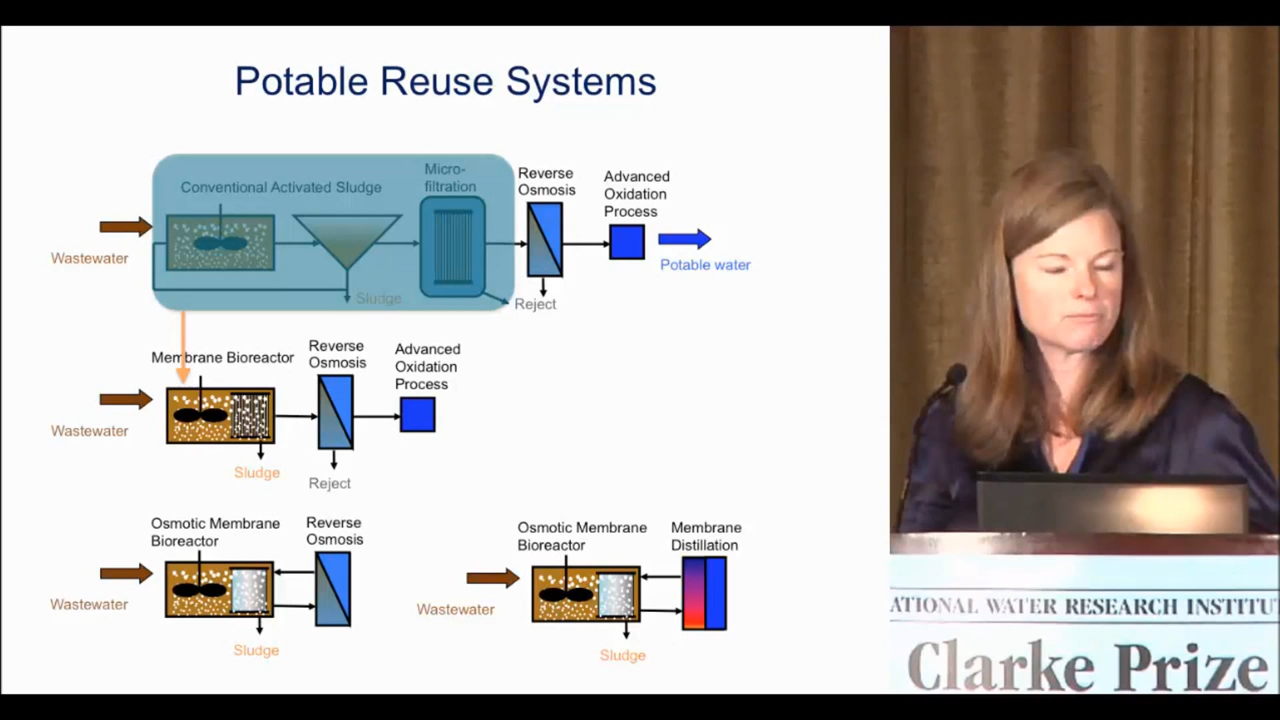 Potable Reuse Systems
Conventional Activated Sludge
Micro-
filtration
Reverse
Osmosis
Advanced
Oxidation
Process
Wastewater
Potable water
Sludge
Reject
Membrane Bioreactor
Reverse
Osmosis
Advanced
Oxidation
Process
Wastewater
Sludge
Reject
Osmotic Membrane
Bioreactor
Reverse
Osmosis
Wastewater
Sludge
Osmotic Membrane
Bioreactor
Membrane
Distillation
Wastewater
Sludge
ATIONAL WATER RESEARCH INSTITU
Clarke Prize